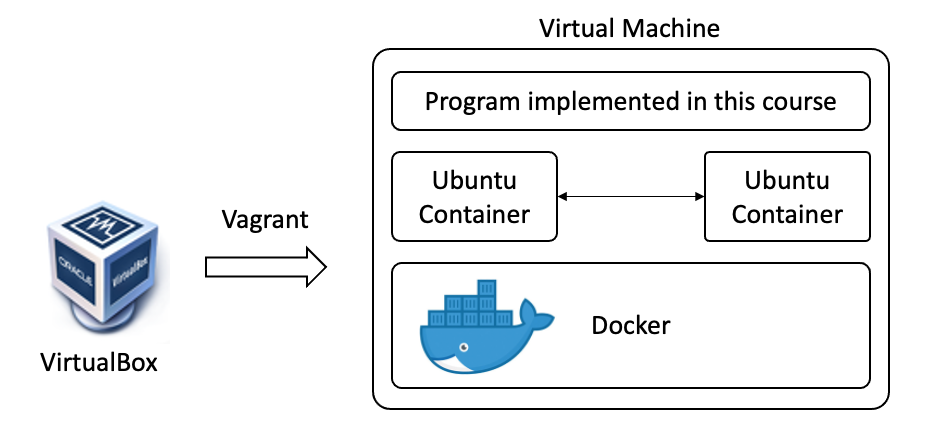 Virtual Machine
Program implemented in this course
Ubuntu
Container
Ubuntu
Container
Vagrant
ORACLE
VirtualBox
VirtualBox
Docker